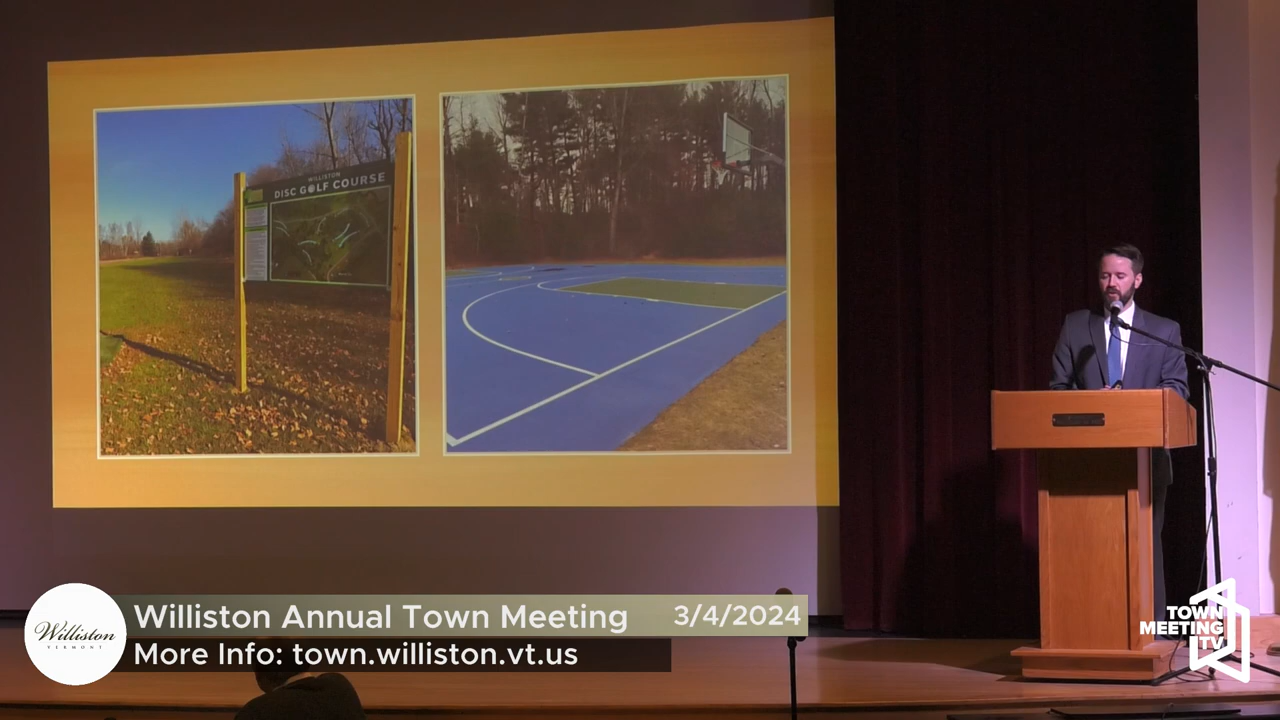 WILLISTON
DISC GOLF COURSE
Williston
VERMONT
Williston Annual Town Meeting
3/4/2024
More Info: town.williston.vt.us
TOWN
MEETING
TV